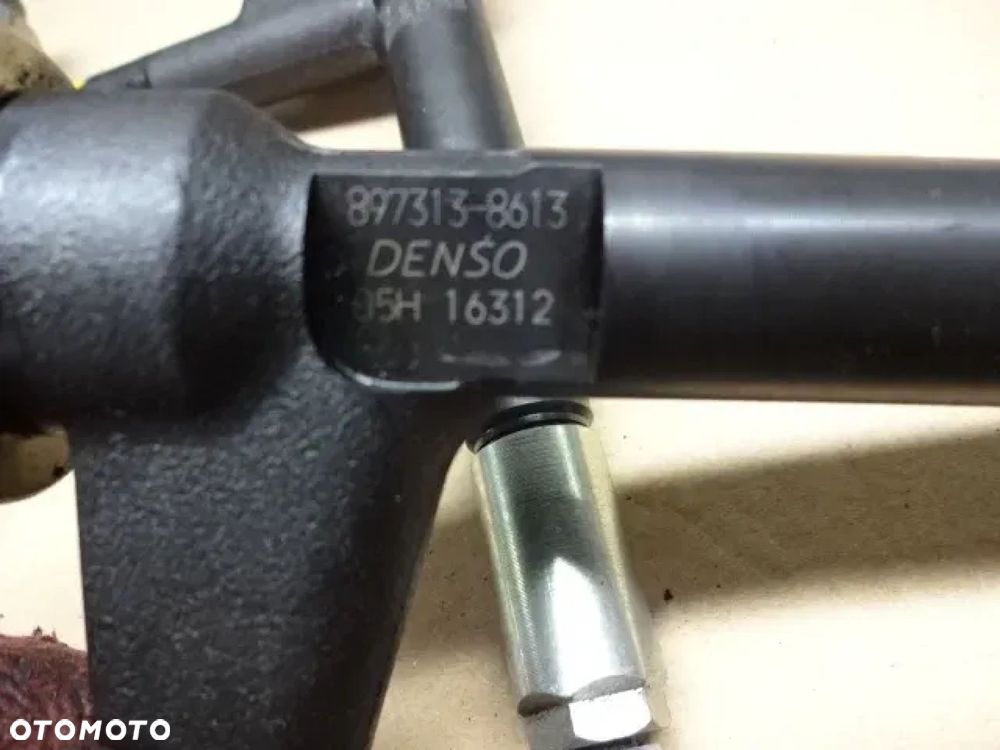 897313-8613
DENSO
05H 16312
OTOMOTO